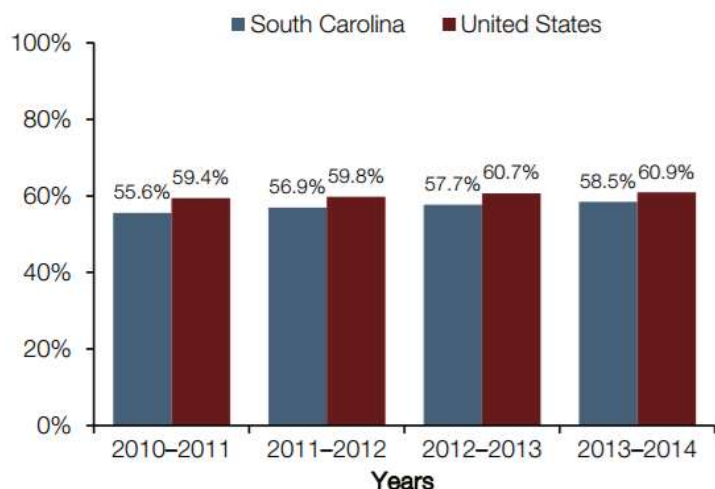 South Carolina United States
100%
80%
60%
40%
20%
0%
55.6% 59.4% 56.9% 59.8% 57.7% 60.7% 58.5% 60.9%
2010–2011 2011–2012 2012–2013 2013–2014
Years